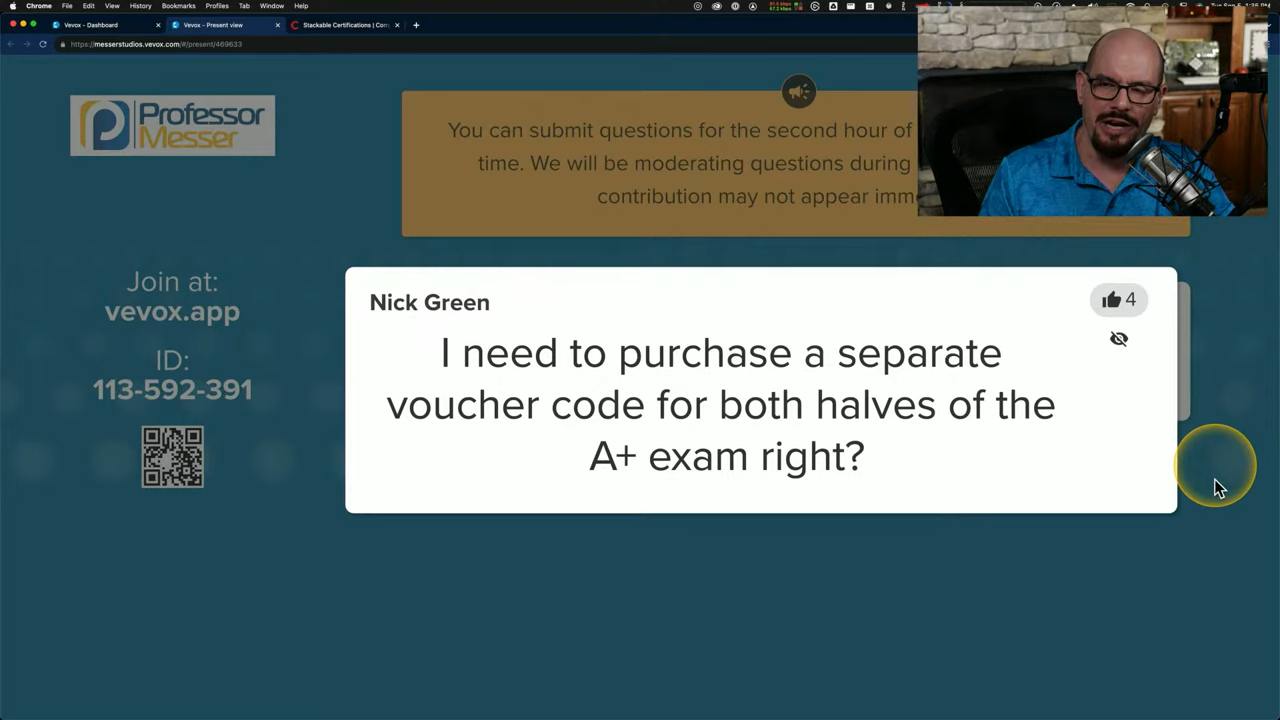 Chrome File Edit View History Bookmarks Profiles Tab Window Help
Vevox - Dashboard
Vevox - Present view
Stackable Certifications | Com
https://messerstudios.vevox.com/#/present/469633
Professor
Messer
You can submit questions for the second hour of
time. We will be moderating questions during
contribution may not appear imm
Join at:
vevox.app
ID:
113-592-391
Nick Green
4
I need to purchase a separate
voucher code for both halves of the
A+ exam right?